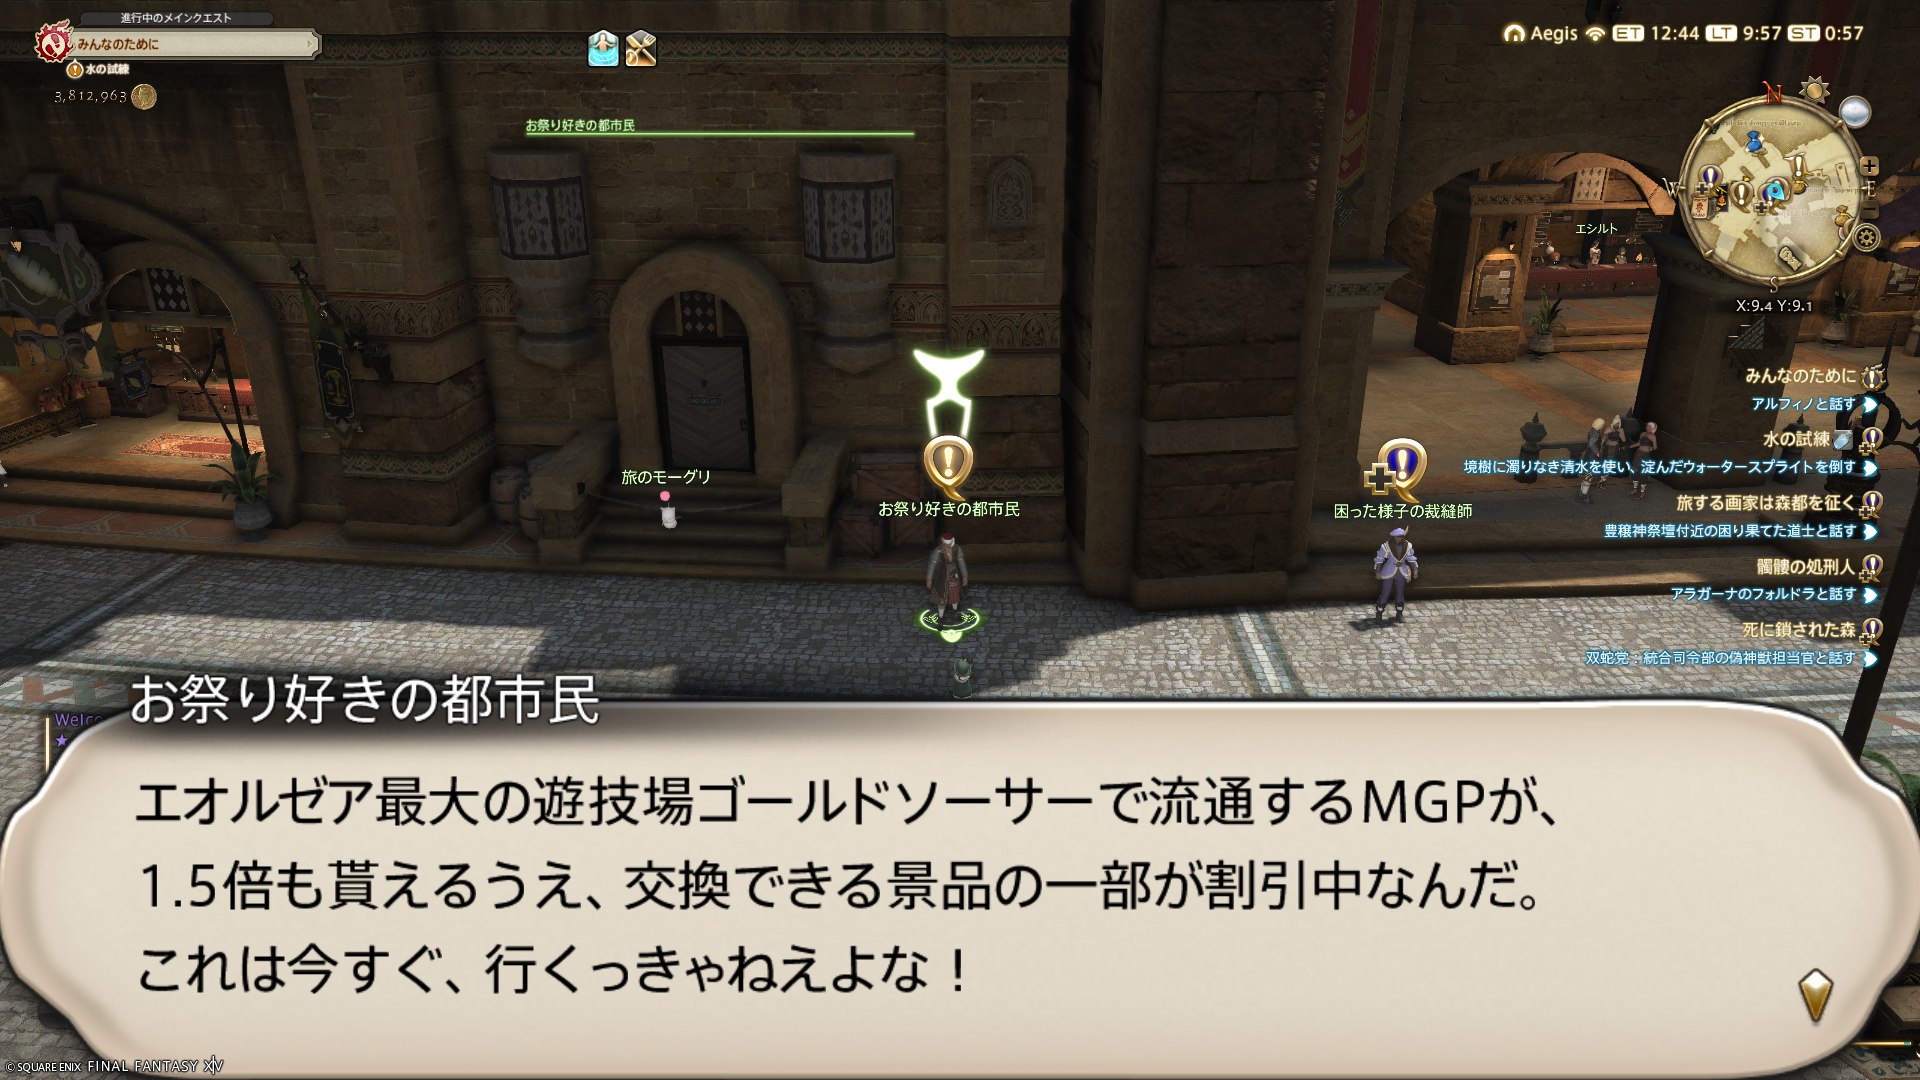 進行中のメインクエスト
みんなのために
水の試練
3,812,963
Aegis ET 12:44 LT 9:57 ST 0:57
お祭り好きの都市民
N
W
E
S
エシルト
X:9.4 Y:9.1
みんなのために
アルフィノと話す
水の試練
境樹に濁りなき清水を使い、淀んだウォータースプライトを倒す
旅する画家は森都を征く
豊穣神祭壇付近の困り果てた道士と話す
髑髏の処刑人
アラガーナのフォルドラと話す
死に鎖された森
双蛇党:統合司令部の偽神獣担当官と話す
旅のモーグリ
お祭り好きの都市民
困った様子の裁縫師
お祭り好きの都市民
エオルゼア最大の遊技場ゴールドソーサーで流通するMGPが、
1.5倍も貰えるうえ、交換できる景品の一部が割引中なんだ。
これは今すぐ、行くっきゃねえよな！
© SQUARE ENIX FINAL FANTASY XIV